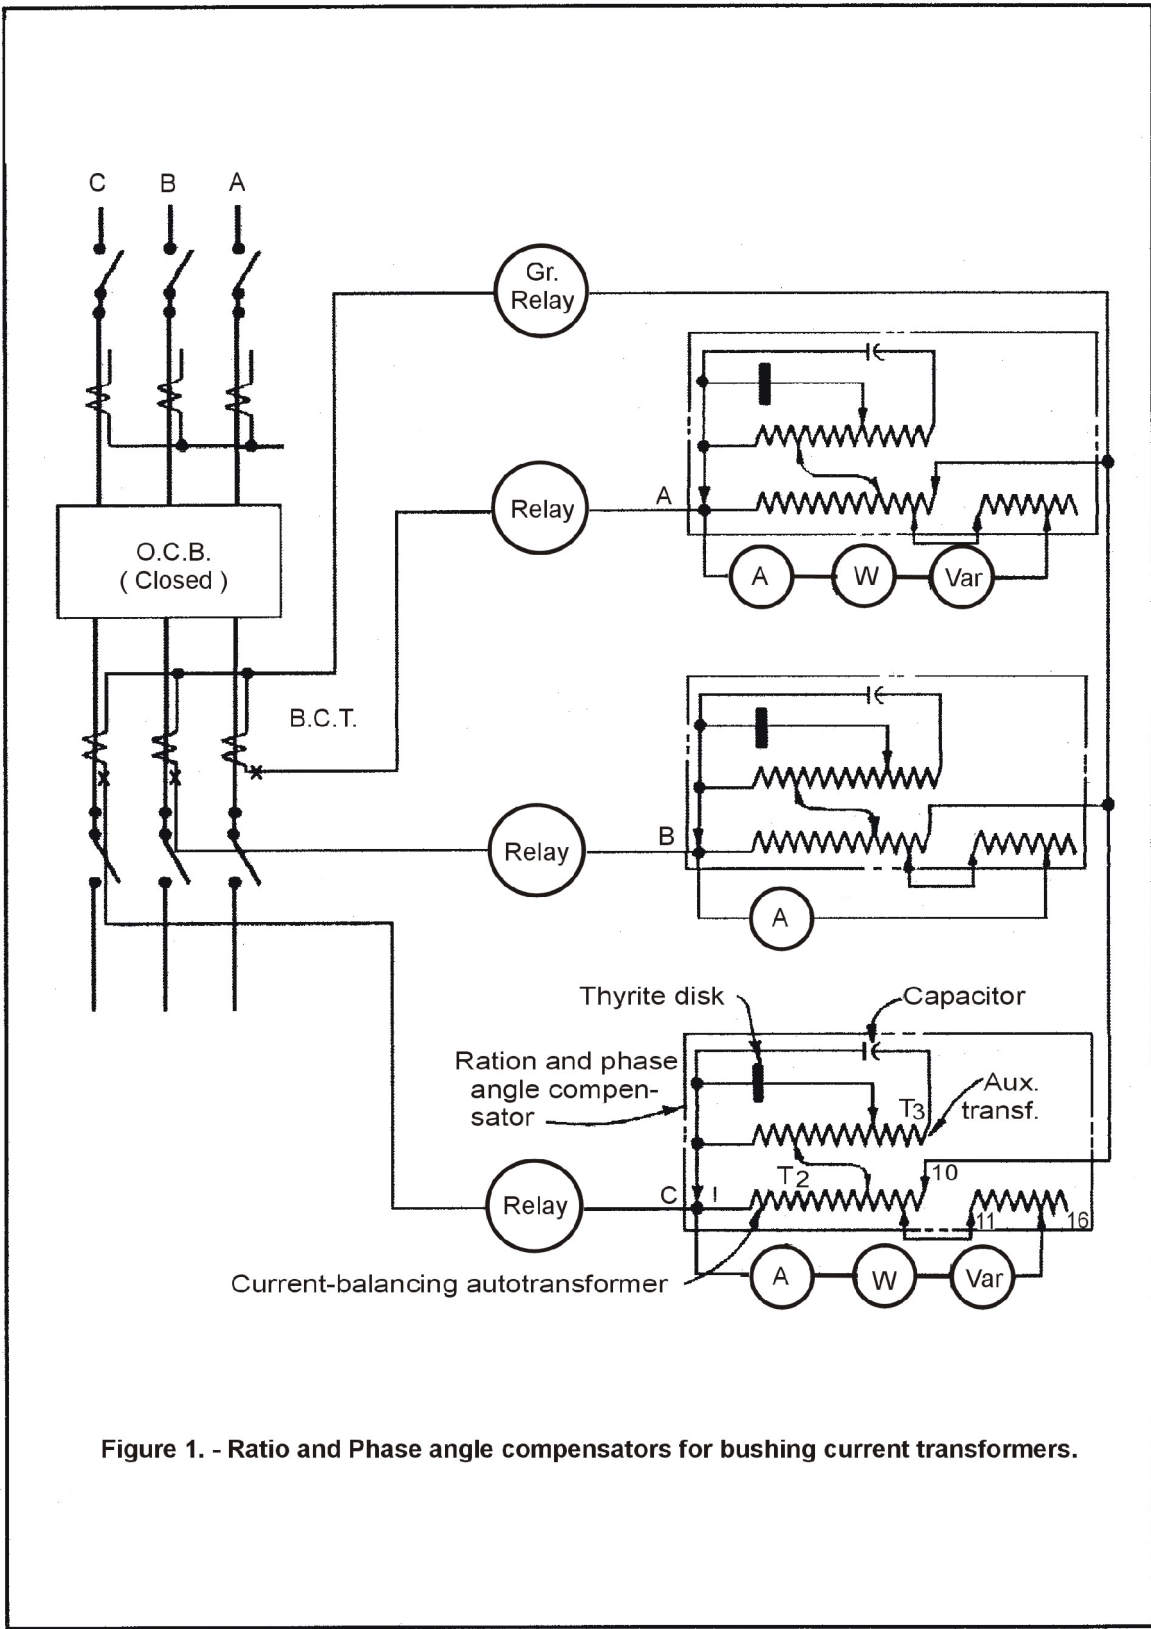 C B A
Gr.
Relay
Relay
A
O.C.B.
( Closed )
A W Var
B.C.T.
Relay
B
A
Thyrite disk
Capacitor
Ration and phase
angle compen-
sator
Aux.
transf.
T3
T2
10
Relay
C
I
11
16
Current-balancing autotransformer
A W Var
Figure 1. - Ratio and Phase angle compensators for bushing current transformers.